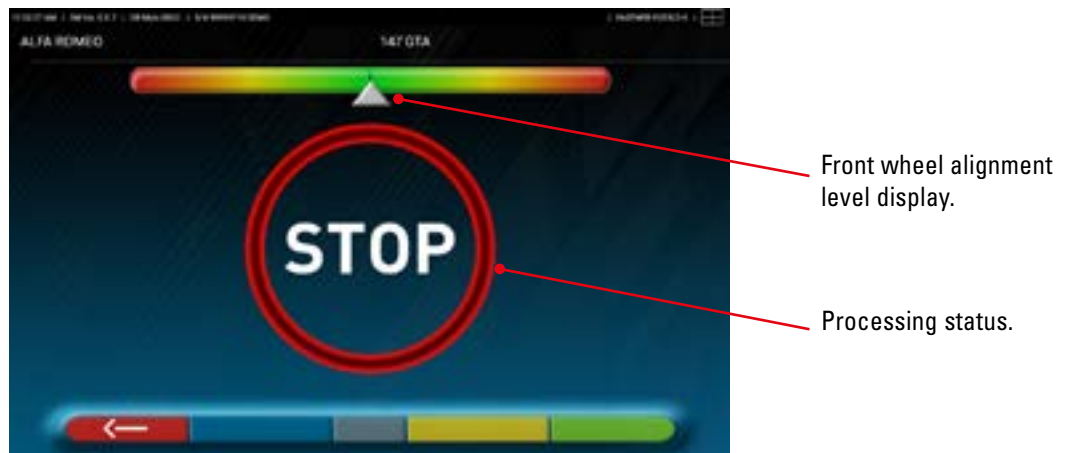 ALFA ROMEO 147 GTA
STOP
Front wheel alignment
level display.
Processing status.